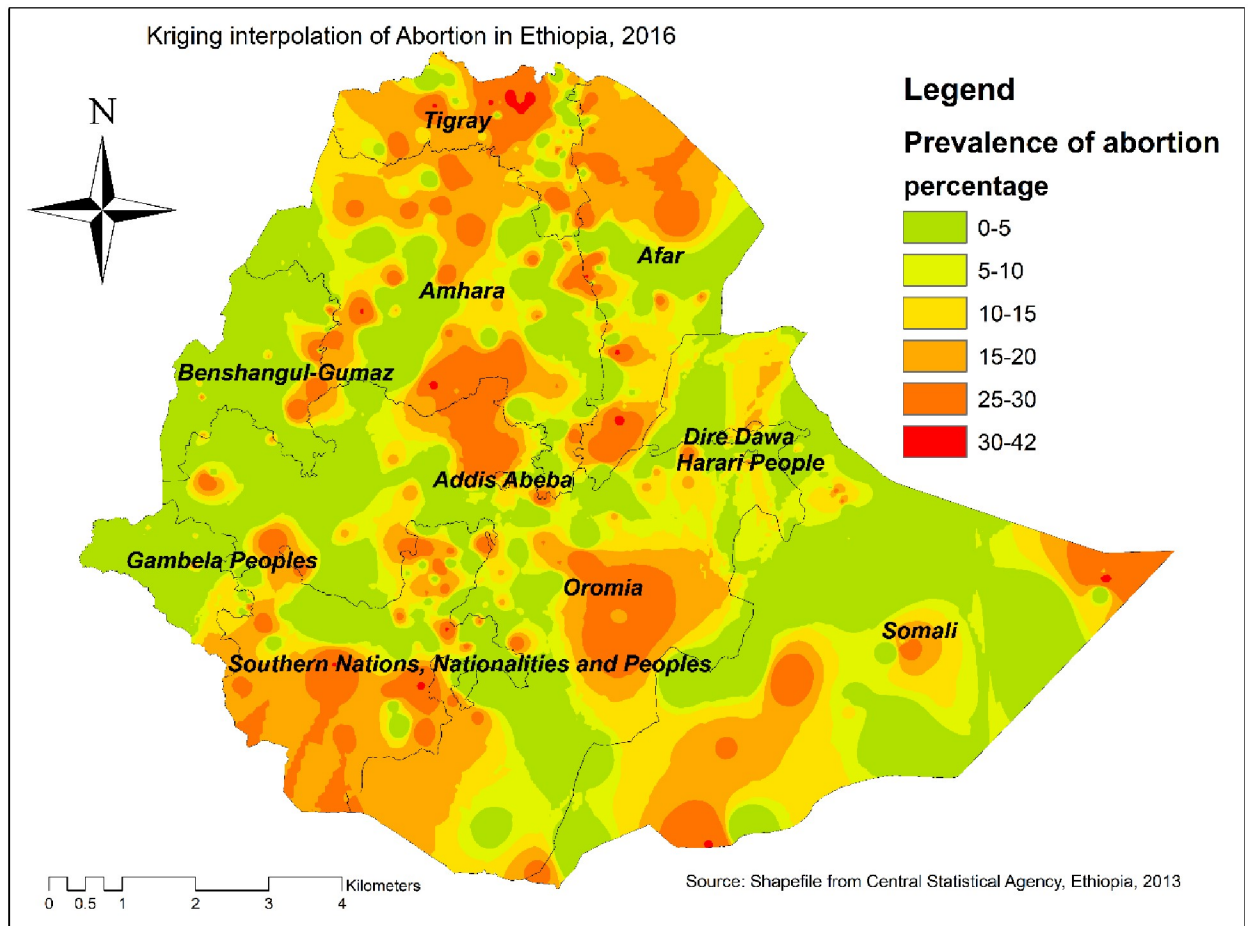 Kriging interpolation of Abortion in Ethiopia, 2016
N
Legend
Prevalence of abortion
percentage
0-5
5-10
10-15
15-20
25-30
30-42
Tigray
Afar
Amhara
Benshangul-Gumaz
Dire Dawa
Harari People
Addis Abeba
Gambela Peoples
Oromia
Somali
Southern Nations, Nationalities and Peoples
Kilometers
0 0.5 1 2 3 4
Source: Shapefile from Central Statistical Agency, Ethiopia, 2013